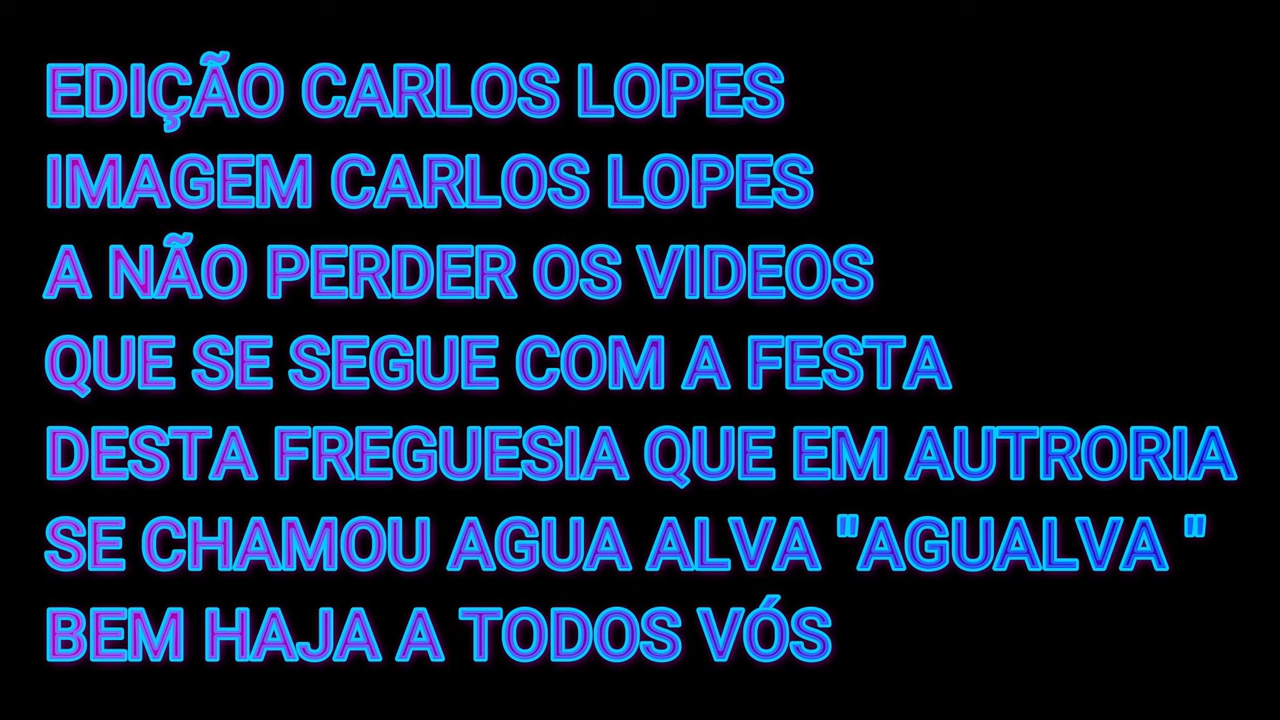 EDIÇÃO CARLOS LOPES
IMAGEM CARLOS LOPES
A NÃO PERDER OS VIDEOS
QUE SE SEGUE COM A FESTA
DESTA FREGUESIA QUE EM AUTRORIA
SE CHAMOU AGUA ALVA "AGUALVA "
BEM HAJA A TODOS VÓS